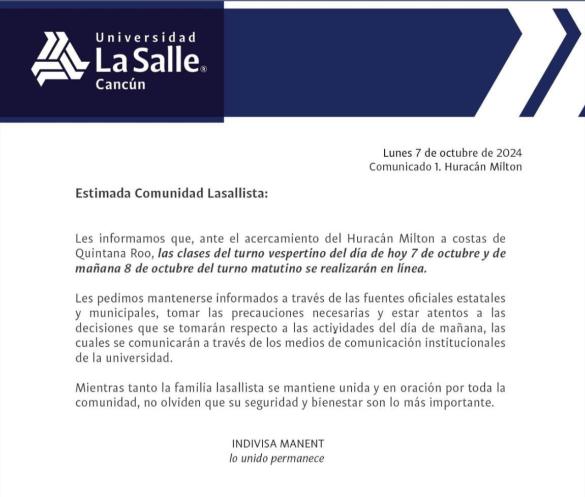 Universidad
La Salle®
Cancún
Lunes 7 de octubre de 2024
Comunicado 1. Huracán Milton
Estimada Comunidad Lasallista:
Les informamos que, ante el acercamiento del Huracán Milton a costas de
Quintana Roo, las clases del turno vespertino del día de hoy 7 de octubre y de
mañana 8 de octubre del turno matutino se realizarán en línea.
Les pedimos mantenerse informados a través de las fuentes oficiales estatales
y municipales, tomar las precauciones necesarias y estar atentos a las
decisiones que se tomarán respecto a las actiyidades del día de mañana, las
cuales se comunicarán a través de los medios de comunicación institucionales
de la universidad.
Mientras tanto la familia lasallista se mantiene unida y en oración por toda la
comunidad, no olviden que su seguridad y bienestar son lo más importante.
INDIVISA MANENT
lo unido permanece